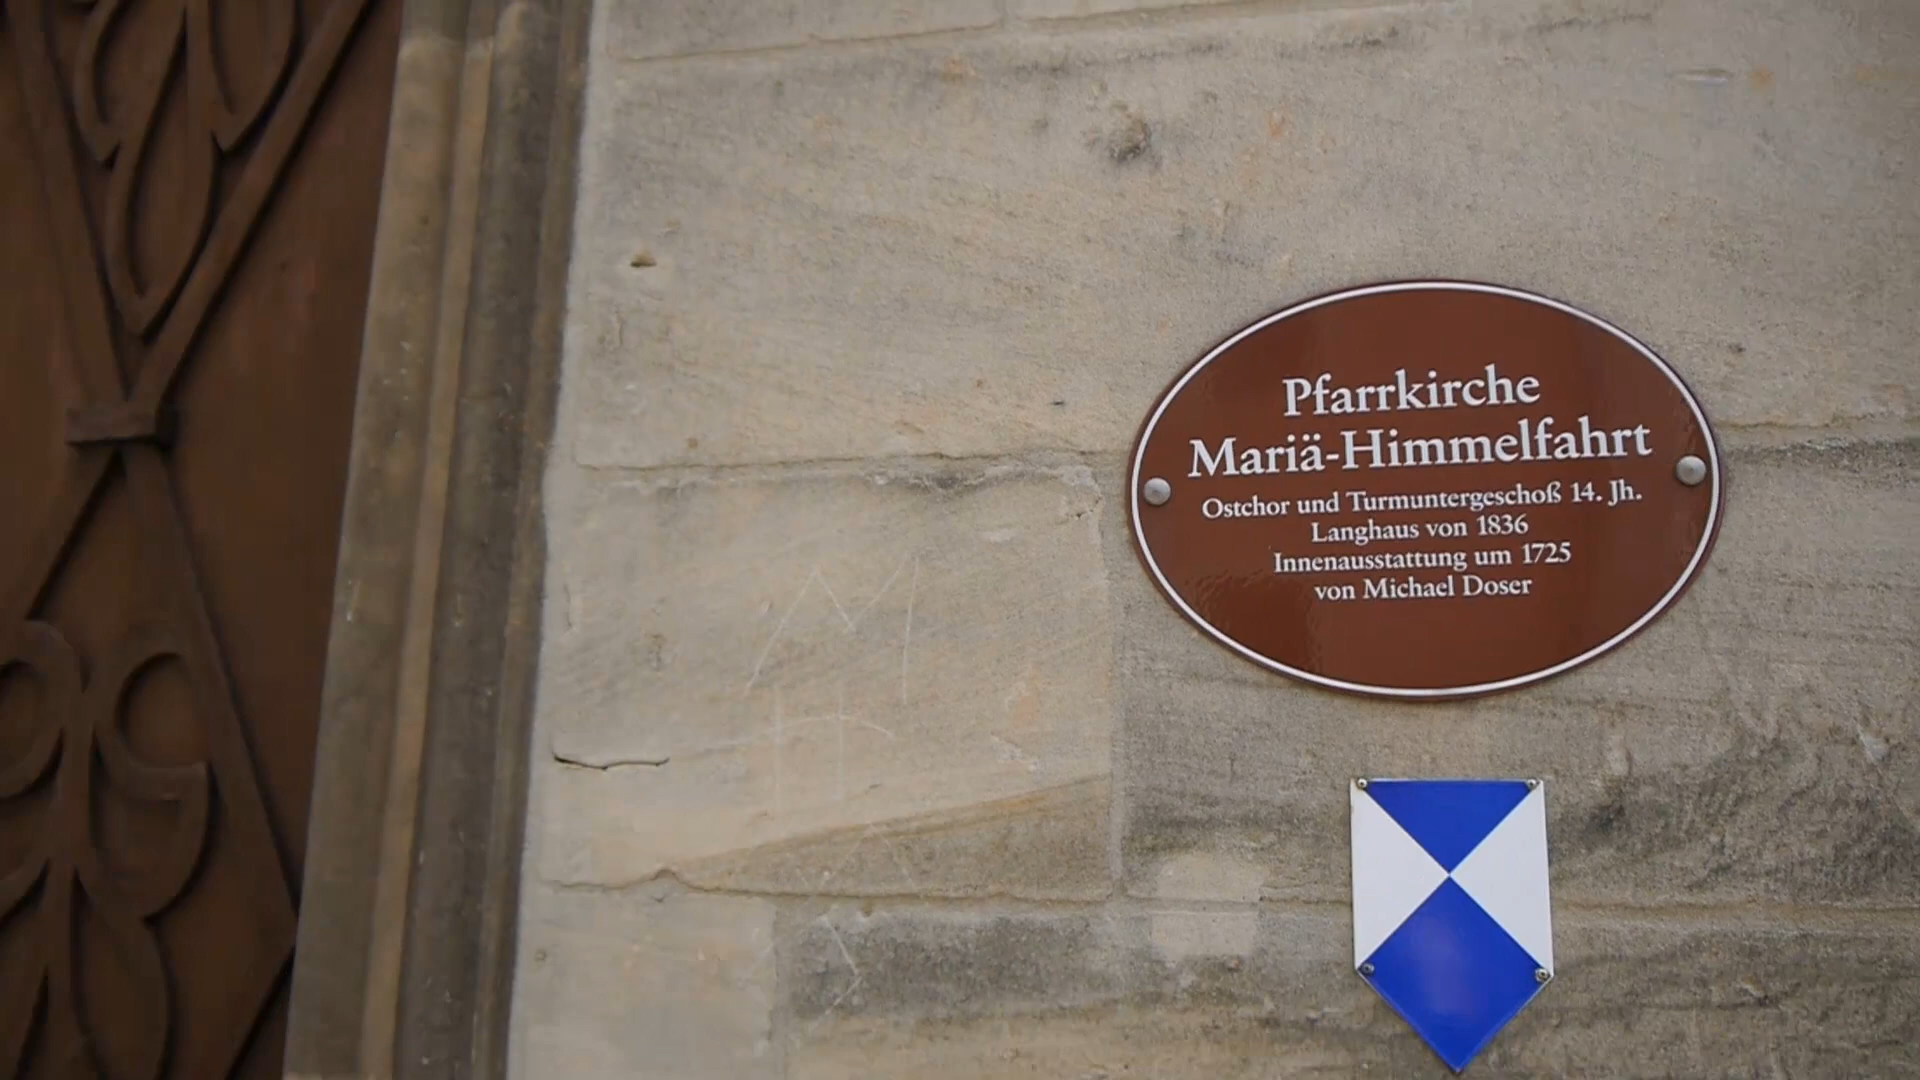 Pfarrkirche
Mariä-Himmelfahrt
Ostchor und Turmuntergeschoß 14. Jh.
Langhaus von 1836
Innenausstattung um 1725
von Michael Doser